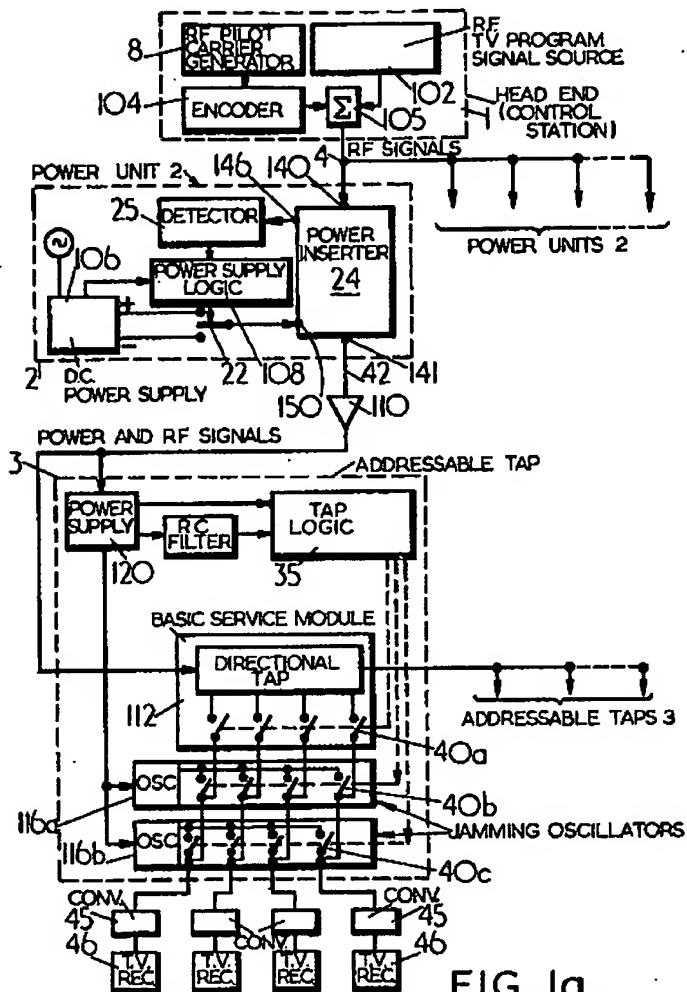 RF PILOT
CARRIER
GENERATOR
8
R.F.
TV PROGRAM
SIGNAL SOURCE
102
104
ENCODER
Σ
105
HEAD END
(CONTROL
STATION)
1
4
RF SIGNALS
POWER UNIT 2
146
140
25
DETECTOR
POWER
INSERTER
24
POWER UNITS 2
106
POWER SUPPLY
LOGIC
+
-
2
D.C.
POWER SUPPLY
22
108
150
42
141
110
POWER AND RF SIGNALS
3
ADDRESSABLE TAP
POWER
SUPPLY
120
RC
FILTER
TAP
LOGIC
35
BASIC SERVICE MODULE
DIRECTIONAL
TAP
112
ADDRESSABLE TAPS 3
40a
OSC
116a
40b
JAMMING OSCILLATORS
OSC
116b
40c
CONV.
45
CONV.
CONV.
45
46
T.V.
REC.
T.V.
REC.
T.V.
REC.
T.V.
REC.
46
FIG. 1a